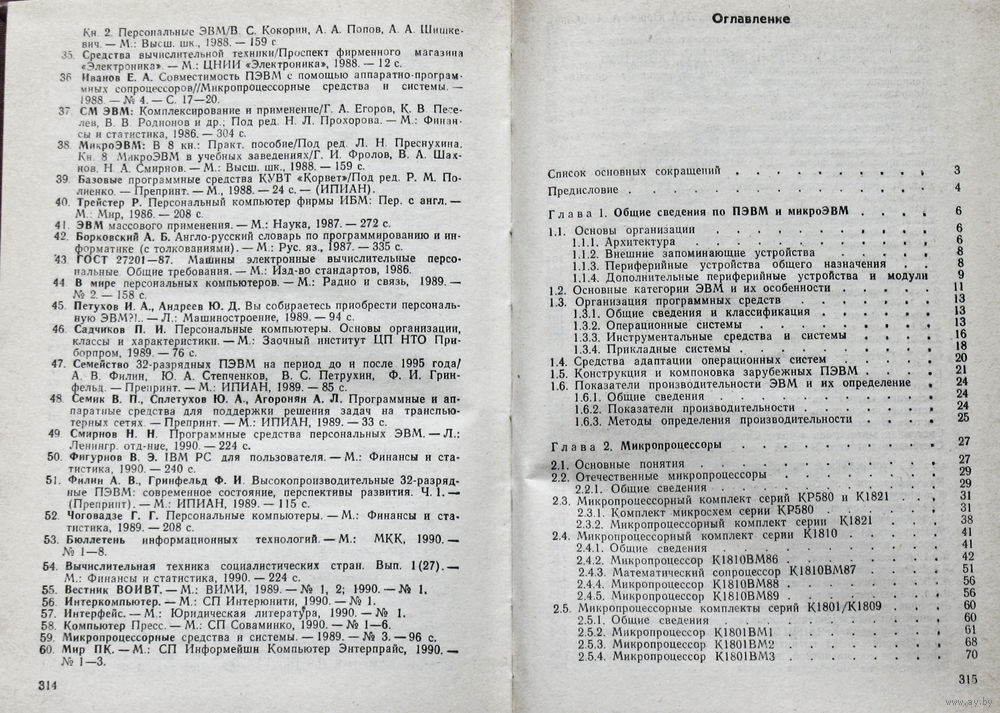 Кн. 2. Персональные ЭВМ/В. С. Кокорин, А. А. Попов, А. А. Шишке-
вич. — М.: Высш. шк., 1988. — 159 с
35. Средства вычислительной техники/Проспект фирменного магазина
«Электроника». — М.: ЦНИИ «Электроника», 1988. — 12 с.
36 Иванов Е. А. Совместимость ПЭВМ с помощью аппаратно-програм-
мных сопроцессоров//Микропроцессорные средства и системы. —
1988. — № 4. — С. 17—20.
37. СМ ЭВМ: Комплексирование и применение/Г. А. Егоров, К. В. Песе-
лев, В. В. Родионов и др.; Под ред. Н. Л. Прохорова. — М.: Финан-
сы и статистика, 1986. — 304 с.
38. МикроЭВМ: В 8 кн.: Практ. пособие/Под ред. Л. Н. Преснухина.
Кн. 8 МикроЭВМ в учебных заведениях/Г. И. Фролов, В. А. Шах-
нов, Н. А. Смирнов. — М.: Высш. шк., 1988. — 159 с.
39. Базовые программные средства КУВТ «Корвет»/Под ред. Р. М. По-
лиенко. — Препринт. — М., 1988. — 24 с. — (ИПИАН).
40. Трейстер Р. Персональный компьютер фирмы ИБМ: Пер. с англ. —
М.: Мир, 1986. — 208 с.
41. ЭВМ массового применения. — М.: Наука, 1987. — 272 с.
42. Борковский А. Б. Англо-русский словарь по программированию и ин-
форматике (с толкованиями). — М.: Рус. яз., 1987. — 335 с.
43. ГОСТ 27201—87. Машины электронные вычислительные персо-
нальные. Общие требования. — М.: Изд-во стандартов, 1986.
44. В мире персональных компьютеров. — М.: Радио и связь, 1989. —
№ 2. — 158 с.
45. Петухов И. А., Андреев Ю. Д. Вы собираетесь приобрести персональ-
ную ЭВМ?!.. — Л.: Машиностроение, 1989. — 94 с.
46. Садчиков П. И. Персональные компьютеры. Основы организации,
классы и характеристики. — М.: Заочный институт ЦП НТО При-
борпром, 1989. — 76 с.
47. Семейство 32-разрядных ПЭВМ на период до и после 1995 года/
А. В. Филин, Ю. А. Степченков, В. С. Петрухин, Ф. И. Грин-
фельд. — Препринт. — М.: ИПИАН, 1989. — 85 с.
48. Семик В. П., Сплетухов Ю. А., Агоронян А. Л. Программные и ап-
паратные средства для поддержки решения задач на транспью-
терных сетях. — Препринт. — М.: ИПИАН, 1989. — 33 с.
49. Смирнов Н. Н. Программные средства персональных ЭВМ. — Л.:
Ленингр. отд-ние, 1990. — 224 с.
50. Фигурнов В. Э. IBM PC для пользователя. — М.: Финансы и ста-
тистика, 1990. — 240 с.
51. Филин А. В., Гринфельд Ф. И. Высокопроизводительные 32-разряд-
ные ПЭВМ: современное состояние, перспективы развития. Ч. 1. —
(Препринт). — М.: ИПИАН, 1989. — 115 с.
52. Чоговадзе Г. Г. Персональные компьютеры. — М.: Финансы и ста-
тистика, 1989. — 208 с.
53. Бюллетень информационных технологий. — М.: МКК, 1990. —
№ 1—8.
54. Вычислительная техника социалистических стран. Вып. 1(27). —
М.: Финансы и статистика, 1990. — 224 с.
55. Вестник ВОИВТ. — М.: ВИМИ, 1989. — № 1, 2; 1990. — № 1.
56. Интеркомпьютер. — М.: СП Интерюнити, 1990. — № 1.
57. Интерфейс. — М.: Юридическая литература, 1990. — № 1.
58. Компьютер Пресс. — М.: СП Соваминко, 1990. — № 1—6.
59. Микропроцессорные средства и системы. — 1989. — № 3. — 96 с.
60. Мир ПК. — М.: СП Информейшн Компьютер Энтерпрайс, 1990. —
№ 1—3.
314
Оглавление
Список основных сокращений . . . . . . . . . . 3
Предисловие . . . . . . . . . . . . . . 4
Глава 1. Общие сведения по ПЭВМ и микроЭВМ . . . . 6
1.1. Основы организации . . . . . . . . . . . 6
1.1.1. Архитектура . . . . . . . . . . . 6
1.1.2. Внешние запоминающие устройства . . . . . 8
1.1.3. Периферийные устройства общего назначения . . . 8
1.1.4. Дополнительные периферийные устройства и модули 9
1.2. Основные категории ЭВМ и их особенности . . . . . 11
1.3. Организация программных средств . . . . . . . 13
1.3.1. Общие сведения и классификация . . . . . . 13
1.3.2. Операционные системы . . . . . . . . 13
1.3.3. Инструментальные средства и системы . . . . . 16
1.3.4. Прикладные системы . . . . . . . . . 18
1.4. Средства адаптации операционных систем . . . . . 20
1.5. Конструкция и компоновка зарубежных ПЭВМ . . . . 21
1.6. Показатели производительности ЭВМ и их определение . 24
1.6.1. Общие сведения . . . . . . . . . . 24
1.6.2. Показатели производительности . . . . . . 24
1.6.3. Методы определения производительности . . . . 25
Глава 2. Микропроцессоры . . . . . . . . . 27
2.1. Основные понятия . . . . . . . . . . . 27
2.2. Отечественные микропроцессоры . . . . . . . . 29
2.2.1. Общие сведения . . . . . . . . . . 29
2.3. Микропроцессорный комплект серий КР580 и К1821 . . . 31
2.3.1. Комплект микросхем серии КР580 . . . . . . 31
2.3.2. Микропроцессорный комплект серии К1821 . . . . 38
2.4. Микропроцессорный комплект серии К1810 . . . . . 41
2.4.1. Общие сведения . . . . . . . . . . 41
2.4.2. Микропроцессор К1810ВМ86 . . . . . . . 42
2.4.3. Математический сопроцессор К1810ВМ87 . . . . 51
2.4.4. Микропроцессор К1810ВМ88 . . . . . . . 56
2.4.5. Микропроцессор К1810ВМ89 . . . . . . . 56
2.5. Микропроцессорные комплекты серий К1801/К1809 . . . 60
2.5.1. Общие сведения . . . . . . . . . . 60
2.5.2. Микропроцессор К1801ВМ1 . . . . . . . 61
2.5.3. Микропроцессор К1801ВМ2 . . . . . . . 68
2.5.4. Микропроцессор К1801ВМ3 . . . . . . . 70
315
www.ay.by